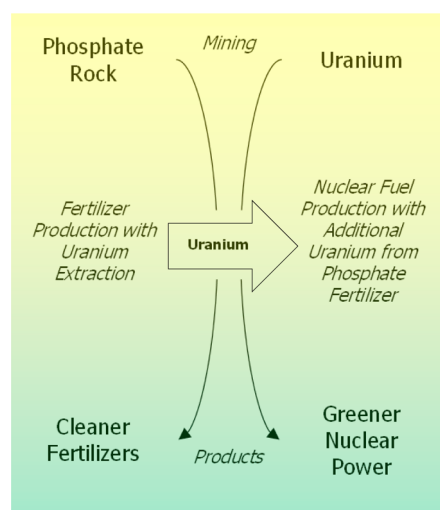 Phosphate
Rock
Mining
Uranium
Fertilizer
Production with
Uranium
Extraction
Uranium
Nuclear Fuel
Production with
Additional
Uranium from
Phosphate
Fertilizer
Cleaner
Fertilizers
Products
Greener
Nuclear
Power